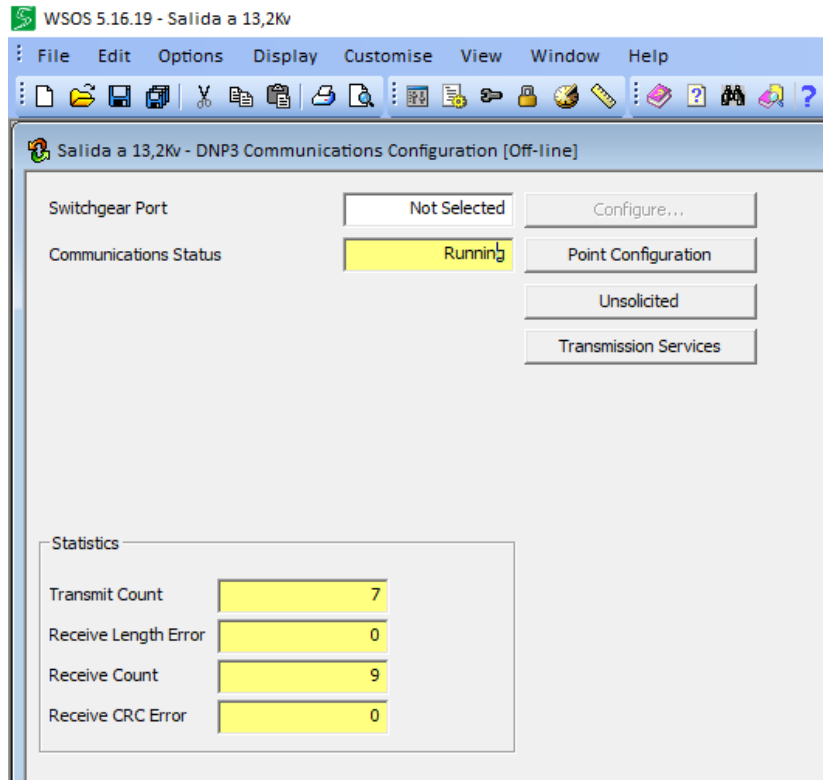 WSOS 5.16.19 - Salida a 13,2Kv
File Edit Options Display Customise View Window Help
Salida a 13,2Kv - DNP3 Communications Configuration [Off-line]
Switchgear Port Not Selected Configure...
Communications Status Running Point Configuration
Unsolicited
Transmission Services
Statistics
Transmit Count 7
Receive Length Error 0
Receive Count 9
Receive CRC Error 0